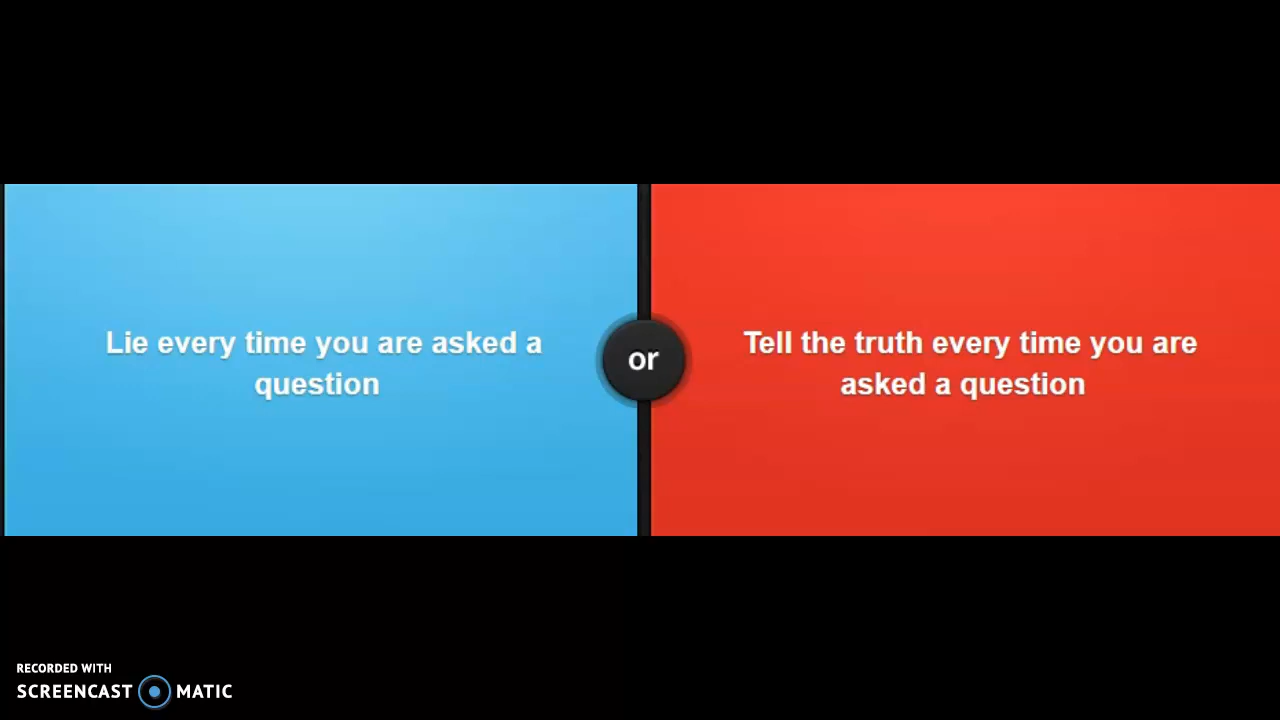 Lie every time you are asked a
question
or
Tell the truth every time you are
asked a question
RECORDED WITH
SCREENCAST MATIC